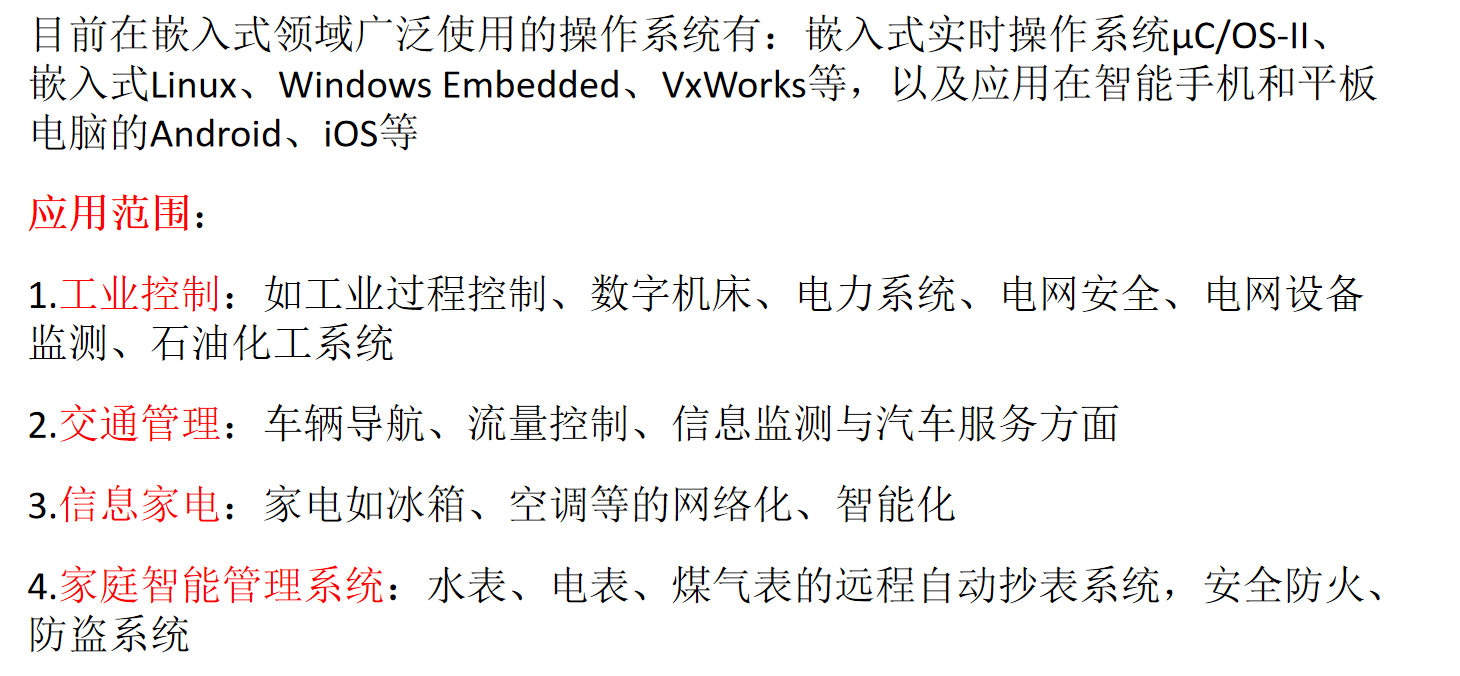 目前在嵌入式领域广泛使用的操作系统有：嵌入式实时操作系统μC/OS-II、
嵌入式Linux、Windows Embedded、VxWorks等，以及应用在智能手机和平板
电脑的Android、iOS等
应用范围：
1.工业控制：如工业过程控制、数字机床、电力系统、电网安全、电网设备
监测、石油化工系统
2.交通管理：车辆导航、流量控制、信息监测与汽车服务方面
3.信息家电：家电如冰箱、空调等的网络化、智能化
4.家庭智能管理系统：水表、电表、煤气表的远程自动抄表系统，安全防火、
防盗系统